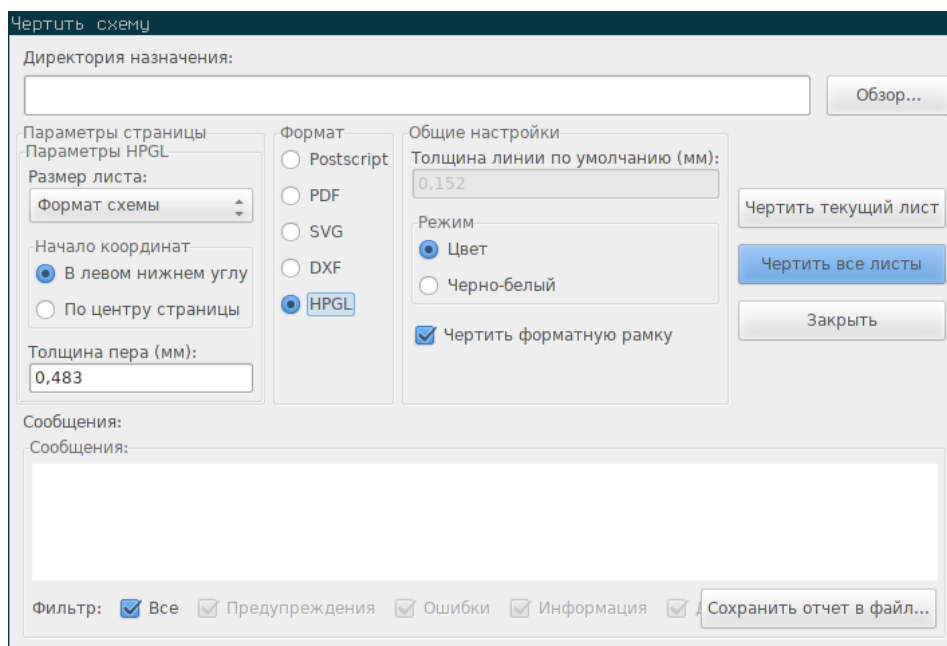 Чертить схему
Директория назначения:
Обзор...
Параметры страницы
Параметры HPGL
Размер листа:
Формат схемы
Начало координат
В левом нижнем углу
По центру страницы
Толщина пера (мм):
0,483
Формат
Postscript
PDF
SVG
DXF
HPGL
Общие настройки
Толщина линии по умолчанию (мм):
0,152
Режим
Цвет
Черно-белый
Чертить форматную рамку
Чертить текущий лист
Чертить все листы
Закрыть
Сообщения:
Сообщения:
Фильтр: Все Предупреждения Ошибки Информация Сохранить отчет в файл...